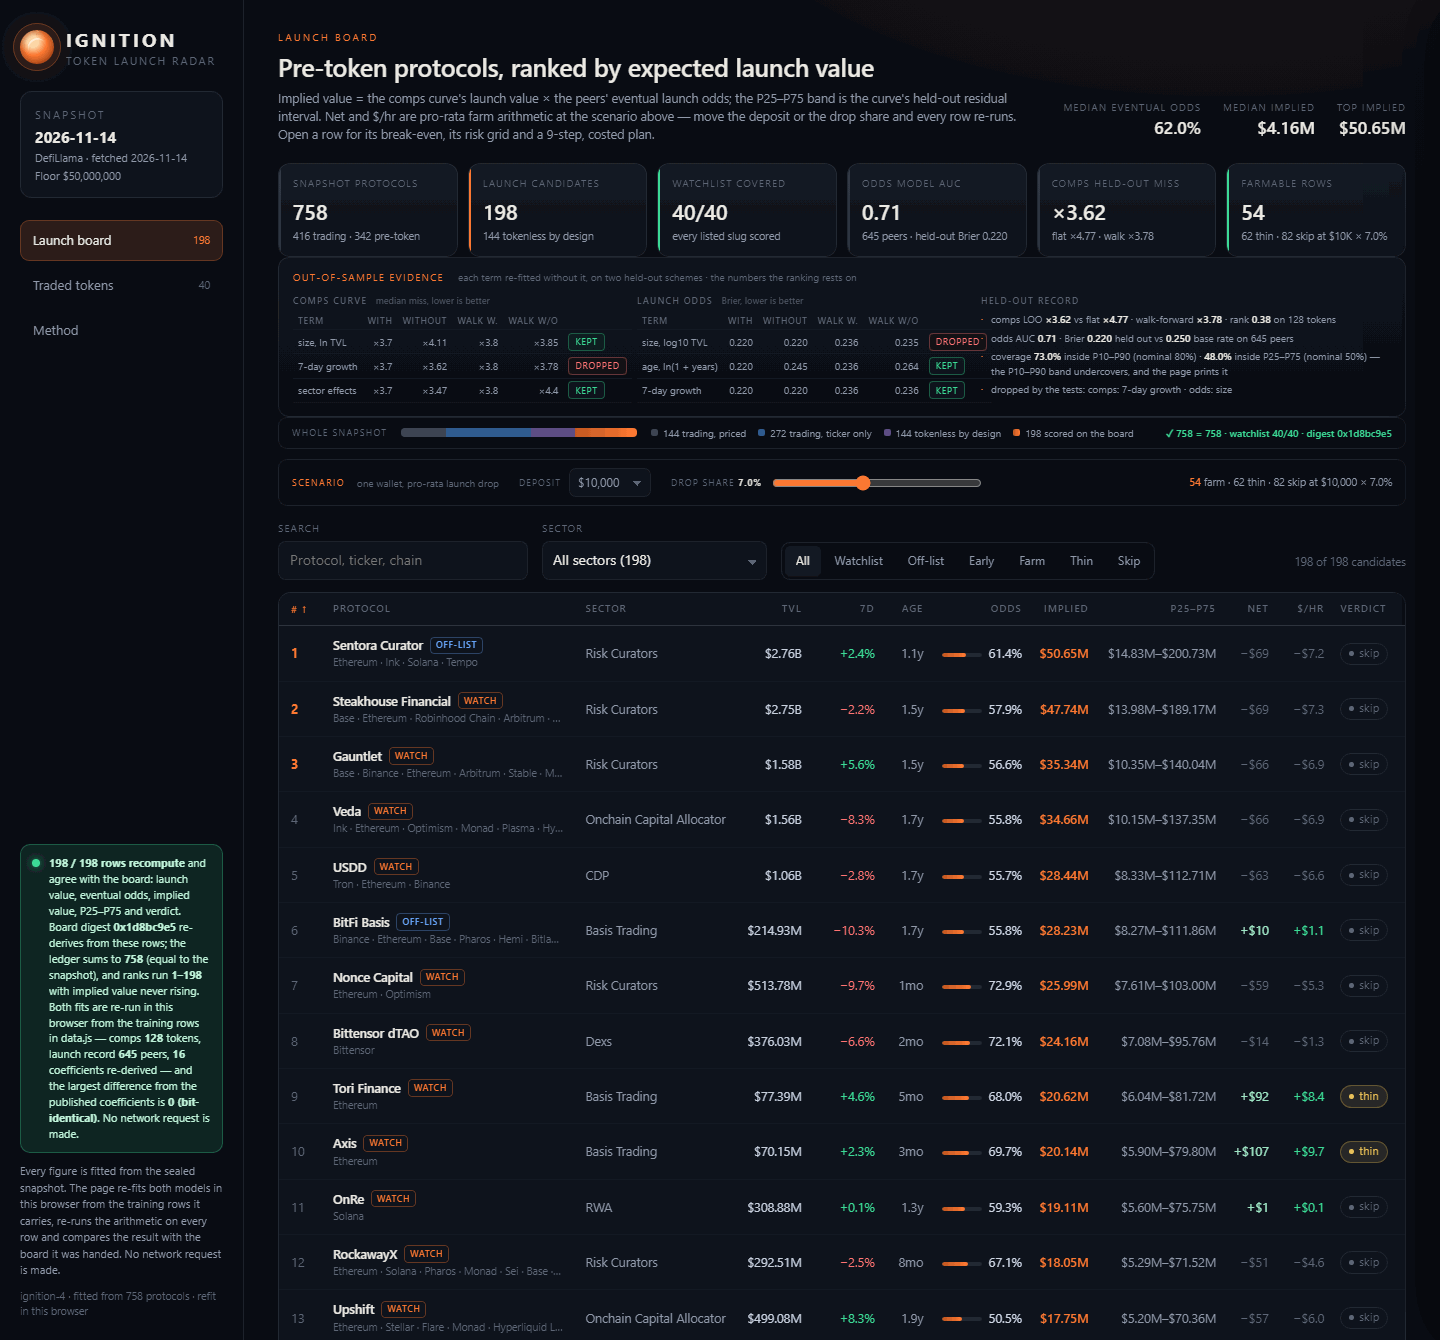 IGNITION
TOKEN LAUNCH RADAR
SNAPSHOT
2026-11-14
DefiLlama · fetched 2026-11-14
Floor $50,000,000
Launch board 198
Traded tokens 40
Method
198 / 198 rows recompute and
agree with the board: launch
value, eventual odds, implied
value, P25–P75 and verdict.
Board digest 0x1d8bc9e5 re-
derives from these rows; the
ledger sums to 758 (equal to the
snapshot), and ranks run 1–198
with implied value never rising.
Both fits are re-run in this
browser from the training rows
in data.js — comps 128 tokens,
launch record 645 peers, 16
coefficients re-derived — and
the largest difference from the
published coefficients is 0 (bit-
identical). No network request is
made.
Every figure is fitted from the sealed
snapshot. The page re-fits both models in
this browser from the training rows it
carries, re-runs the arithmetic on every
row and compares the result with the
board it was handed. No network request
is made.
ignition-4 · fitted from 758 protocols · refit
in this browser
LAUNCH BOARD
Pre-token protocols, ranked by expected launch value
Implied value = the comps curve's launch value × the peers' eventual launch odds; the P25–P75 band is the curve's held-out residual
interval. Net and $/hr are pro-rata farm arithmetic at the scenario above — move the deposit or the drop share and every row re-runs.
Open a row for its break-even, its risk grid and a 9-step, costed plan.
MEDIAN EVENTUAL ODDS MEDIAN IMPLIED TOP IMPLIED
62.0% $4.16M $50.65M
SNAPSHOT PROTOCOLS
758
416 trading · 342 pre-token
LAUNCH CANDIDATES
198
144 tokenless by design
WATCHLIST COVERED
40/40
every listed slug scored
ODDS MODEL AUC
0.71
645 peers · held-out Brier 0.220
COMPS HELD-OUT MISS
×3.62
flat ×4.77 · walk ×3.78
FARMABLE ROWS
54
62 thin · 82 skip at $10K × 7.0%
OUT-OF-SAMPLE EVIDENCE each term re-fitted without it, on two held-out schemes · the numbers the ranking rests on
COMPS CURVE median miss, lower is better
TERM WITH WITHOUT WALK W. WALK W/O
size, ln TVL ×3.7 ×4.11 ×3.8 ×3.85 KEPT
7-day growth ×3.7 ×3.62 ×3.8 ×3.78 DROPPED
sector effects ×3.7 ×3.47 ×3.8 ×4.4 KEPT
LAUNCH ODDS Brier, lower is better
TERM WITH WITHOUT WALK W. WALK W/O
size, log10 TVL 0.220 0.220 0.236 0.235 DROPPED
age, ln(1 + years) 0.220 0.245 0.236 0.264 KEPT
7-day growth 0.220 0.220 0.236 0.236 KEPT
HELD-OUT RECORD
· comps LOO ×3.62 vs flat ×4.77 · walk-forward ×3.78 · rank 0.38 on 128 tokens
· odds AUC 0.71 · Brier 0.220 held out vs 0.250 base rate on 645 peers
· coverage 73.0% inside P10–P90 (nominal 80%) · 48.0% inside P25–P75 (nominal 50%) —
the P10–P90 band undercovers, and the page prints it
· dropped by the tests: comps: 7-day growth · odds: size
WHOLE SNAPSHOT 144 trading, priced 272 trading, ticker only 144 tokenless by design 198 scored on the board ✓ 758 = 758 · watchlist 40/40 · digest 0x1d8bc9e5
SCENARIO one wallet, pro-rata launch drop DEPOSIT $10,000 DROP SHARE 7.0% 54 farm · 62 thin · 82 skip at $10,000 × 7.0%
SEARCH SECTOR
Protocol, ticker, chain All sectors (198) All Watchlist Off-list Early Farm Thin Skip 198 of 198 candidates
# ↑ PROTOCOL SECTOR TVL 7D AGE ODDS IMPLIED P25–P75 NET $/HR VERDICT
1 Sentora Curator OFF-LIST Risk Curators $2.76B +2.4% 1.1y 61.4% $50.65M $14.83M–$200.73M −$69 −$7.2 skip
Ethereum · Ink · Solana · Tempo
2 Steakhouse Financial WATCH Risk Curators $2.75B −2.2% 1.5y 57.9% $47.74M $13.98M–$189.17M −$69 −$7.3 skip
Base · Ethereum · Robinhood Chain · Arbitrum · ...
3 Gauntlet WATCH Risk Curators $1.58B +5.6% 1.5y 56.6% $35.34M $10.35M–$140.04M −$66 −$6.9 skip
Base · Binance · Ethereum · Arbitrum · Stable · M...
4 Veda WATCH Onchain Capital Allocator $1.56B −8.3% 1.7y 55.8% $34.66M $10.15M–$137.35M −$66 −$6.9 skip
Ink · Ethereum · Optimism · Monad · Plasma · Hy...
5 USDD WATCH CDP $1.06B −2.8% 1.7y 55.7% $28.44M $8.33M–$112.71M −$63 −$6.6 skip
Tron · Ethereum · Binance
6 BitFi Basis OFF-LIST Basis Trading $214.93M −10.3% 1.7y 55.8% $28.23M $8.27M–$111.86M +$10 +$1.1 skip
Binance · Ethereum · Base · Pharos · Hemi · Bitla...
7 Nonce Capital WATCH Risk Curators $513.78M −9.7% 1mo 72.9% $25.99M $7.61M–$103.00M −$59 −$5.3 skip
Ethereum · Optimism
8 Bittensor dTAO WATCH Dexs $376.03M −6.6% 2mo 72.1% $24.16M $7.08M–$95.76M −$14 −$1.3 skip
Bittensor
9 Tori Finance WATCH Basis Trading $77.39M +4.6% 5mo 68.0% $20.62M $6.04M–$81.72M +$92 +$8.4 thin
Ethereum
10 Axis WATCH Basis Trading $70.15M +2.3% 3mo 69.7% $20.14M $5.90M–$79.80M +$107 +$9.7 thin
Ethereum
11 OnRe WATCH RWA $308.88M +0.1% 1.3y 59.3% $19.11M $5.60M–$75.75M +$1 +$0.1 skip
Solana
12 RockawayX WATCH Risk Curators $292.51M −2.5% 8mo 67.1% $18.05M $5.29M–$71.52M −$51 −$4.6 skip
Ethereum · Solana · Pharos · Monad · Sei · Base ·...
13 Upshift WATCH Onchain Capital Allocator $499.08M +8.3% 1.9y 50.5% $17.75M $5.20M–$70.36M −$57 −$6.0 skip
Ethereum · Stellar · Flare · Monad · Hyperliquid L...